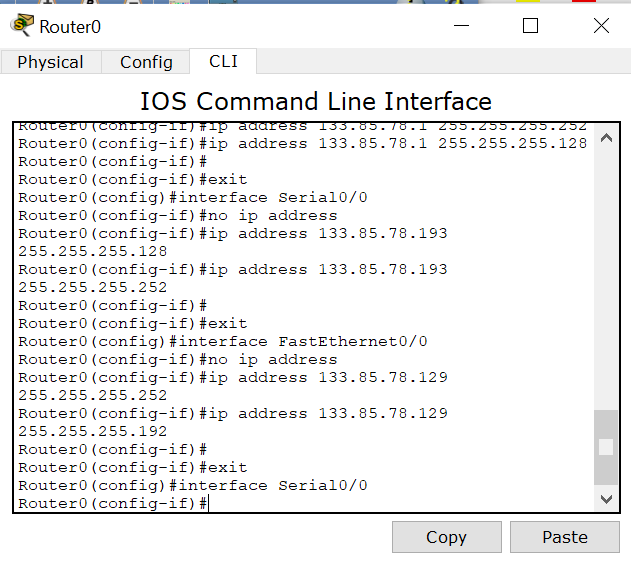 Router0
Physical Config CLI
IOS Command Line Interface
Router0(config-if)#ip address 133.85.78.1 255.255.255.252
Router0(config-if)#ip address 133.85.78.1 255.255.255.128
Router0(config-if)#
Router0(config-if)#exit
Router0(config)#interface Serial0/0
Router0(config-if)#no ip address
Router0(config-if)#ip address 133.85.78.193
255.255.255.128
Router0(config-if)#ip address 133.85.78.193
255.255.255.252
Router0(config-if)#
Router0(config-if)#exit
Router0(config)#interface FastEthernet0/0
Router0(config-if)#no ip address
Router0(config-if)#ip address 133.85.78.129
255.255.255.252
Router0(config-if)#ip address 133.85.78.129
255.255.255.192
Router0(config-if)#
Router0(config-if)#exit
Router0(config)#interface Serial0/0
Router0(config-if)#
Copy Paste